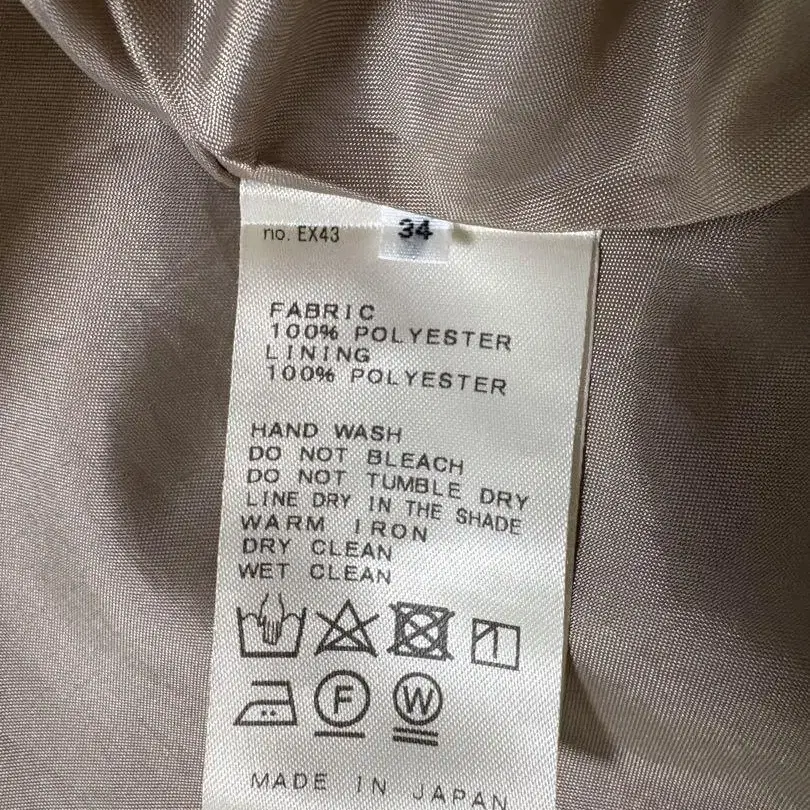 no. EX43 34
FABRIC
100% POLYESTER
LINING
100% POLYESTER
HAND WASH
DO NOT BLEACH
DO NOT TUMBLE DRY
LINE DRY IN THE SHADE
WARM IRON
DRY CLEAN
WET CLEAN
F W
MADE IN JAPAN